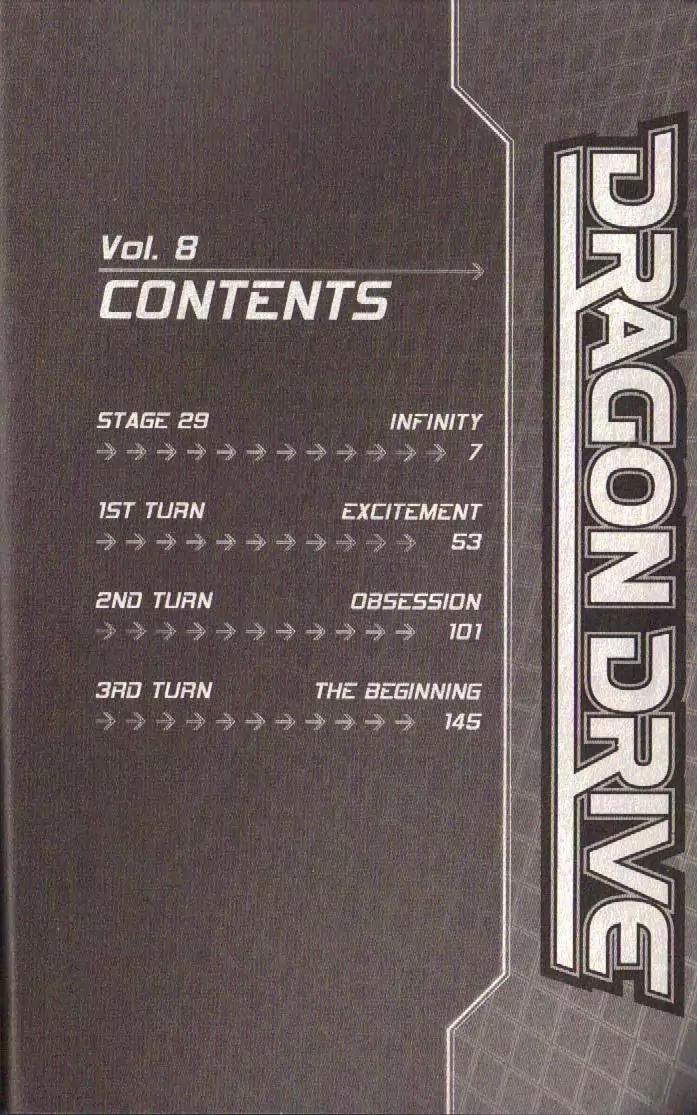 Vol. 8
CONTENTS
STAGE 29 INFINITY
7
1ST TURN EXCITEMENT
53
2ND TURN OBSESSION
101
3RD TURN THE BEGINNING
145
DRAGON DRIVE